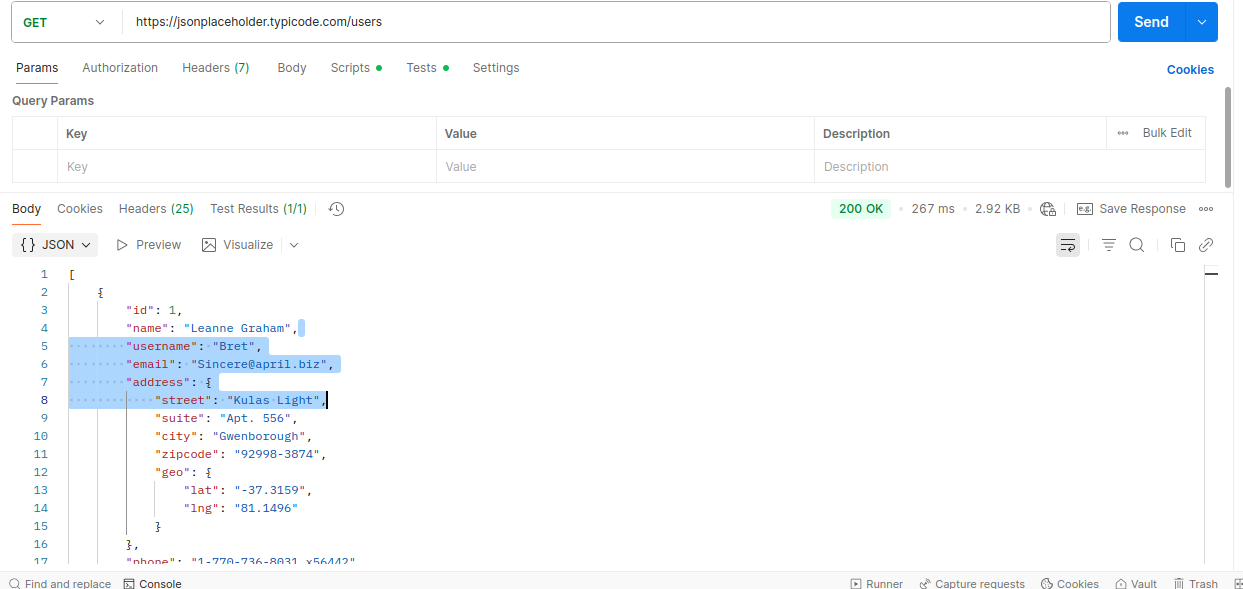 GET https://jsonplaceholder.typicode.com/users Send
Params Authorization Headers (7) Body Scripts Tests Settings Cookies
Query Params
Key Value Description Bulk Edit
Key Value Description
Body Cookies Headers (25) Test Results (1/1) 200 OK 267 ms 2.92 KB e.g. Save Response
{ } JSON Preview Visualize
1 [
2 {
3 "id": 1,
4 "name": "Leanne Graham",
5 "username": "Bret",
6 "email": "Sincere@april.biz",
7 "address": {
8 "street": "Kulas Light",
9 "suite": "Apt. 556",
10 "city": "Gwenborough",
11 "zipcode": "92998-3874",
12 "geo": {
13 "lat": "-37.3159",
14 "lng": "81.1496"
15 }
16 },
17 "phone": "1-770-736-8031 x56442"
Find and replace Console Runner Capture requests Cookies Vault Trash